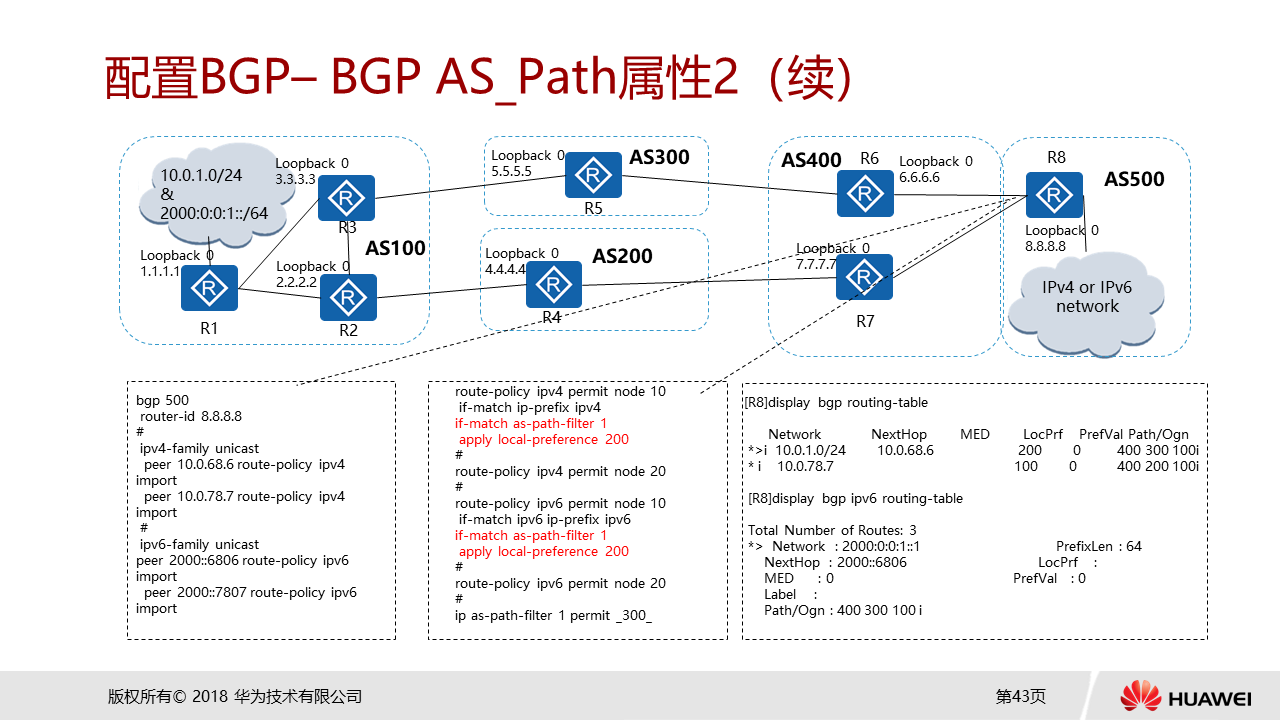 配置BGP– BGP AS_Path属性2（续）
10.0.1.0/24
&
2000:0:0:1::/64
Loopback 0
3.3.3.3
R3
AS100
Loopback 0
1.1.1.1
R1
Loopback 0
2.2.2.2
R2
Loopback 0
5.5.5.5
AS300
R5
Loopback 0
4.4.4.4
AS200
R4
AS400
R6
Loopback 0
6.6.6.6
Loopback 0
7.7.7.7
R7
R8
AS500
Loopback 0
8.8.8.8
IPv4 or IPv6
network
bgp 500
router-id 8.8.8.8
#
ipv4-family unicast
peer 10.0.68.6 route-policy ipv4
import
peer 10.0.78.7 route-policy ipv4
import
#
ipv6-family unicast
peer 2000::6806 route-policy ipv6
import
peer 2000::7807 route-policy ipv6
import
route-policy ipv4 permit node 10
if-match ip-prefix ipv4
if-match as-path-filter 1
apply local-preference 200
#
route-policy ipv4 permit node 20
#
route-policy ipv6 permit node 10
if-match ipv6 ip-prefix ipv6
if-match as-path-filter 1
apply local-preference 200
#
route-policy ipv6 permit node 20
#
ip as-path-filter 1 permit _300_
[R8]display bgp routing-table
Network NextHop MED LocPrf PrefVal Path/Ogn
*>i 10.0.1.0/24 10.0.68.6 200 0 400 300 100i
* i 10.0.78.7 100 0 400 200 100i
[R8]display bgp ipv6 routing-table
Total Number of Routes: 3
*> Network : 2000:0:0:1::1 PrefixLen : 64
NextHop : 2000::6806 LocPrf :
MED : 0 PrefVal : 0
Label :
Path/Ogn : 400 300 100 i
版权所有© 2018 华为技术有限公司
第43页
HUAWEI